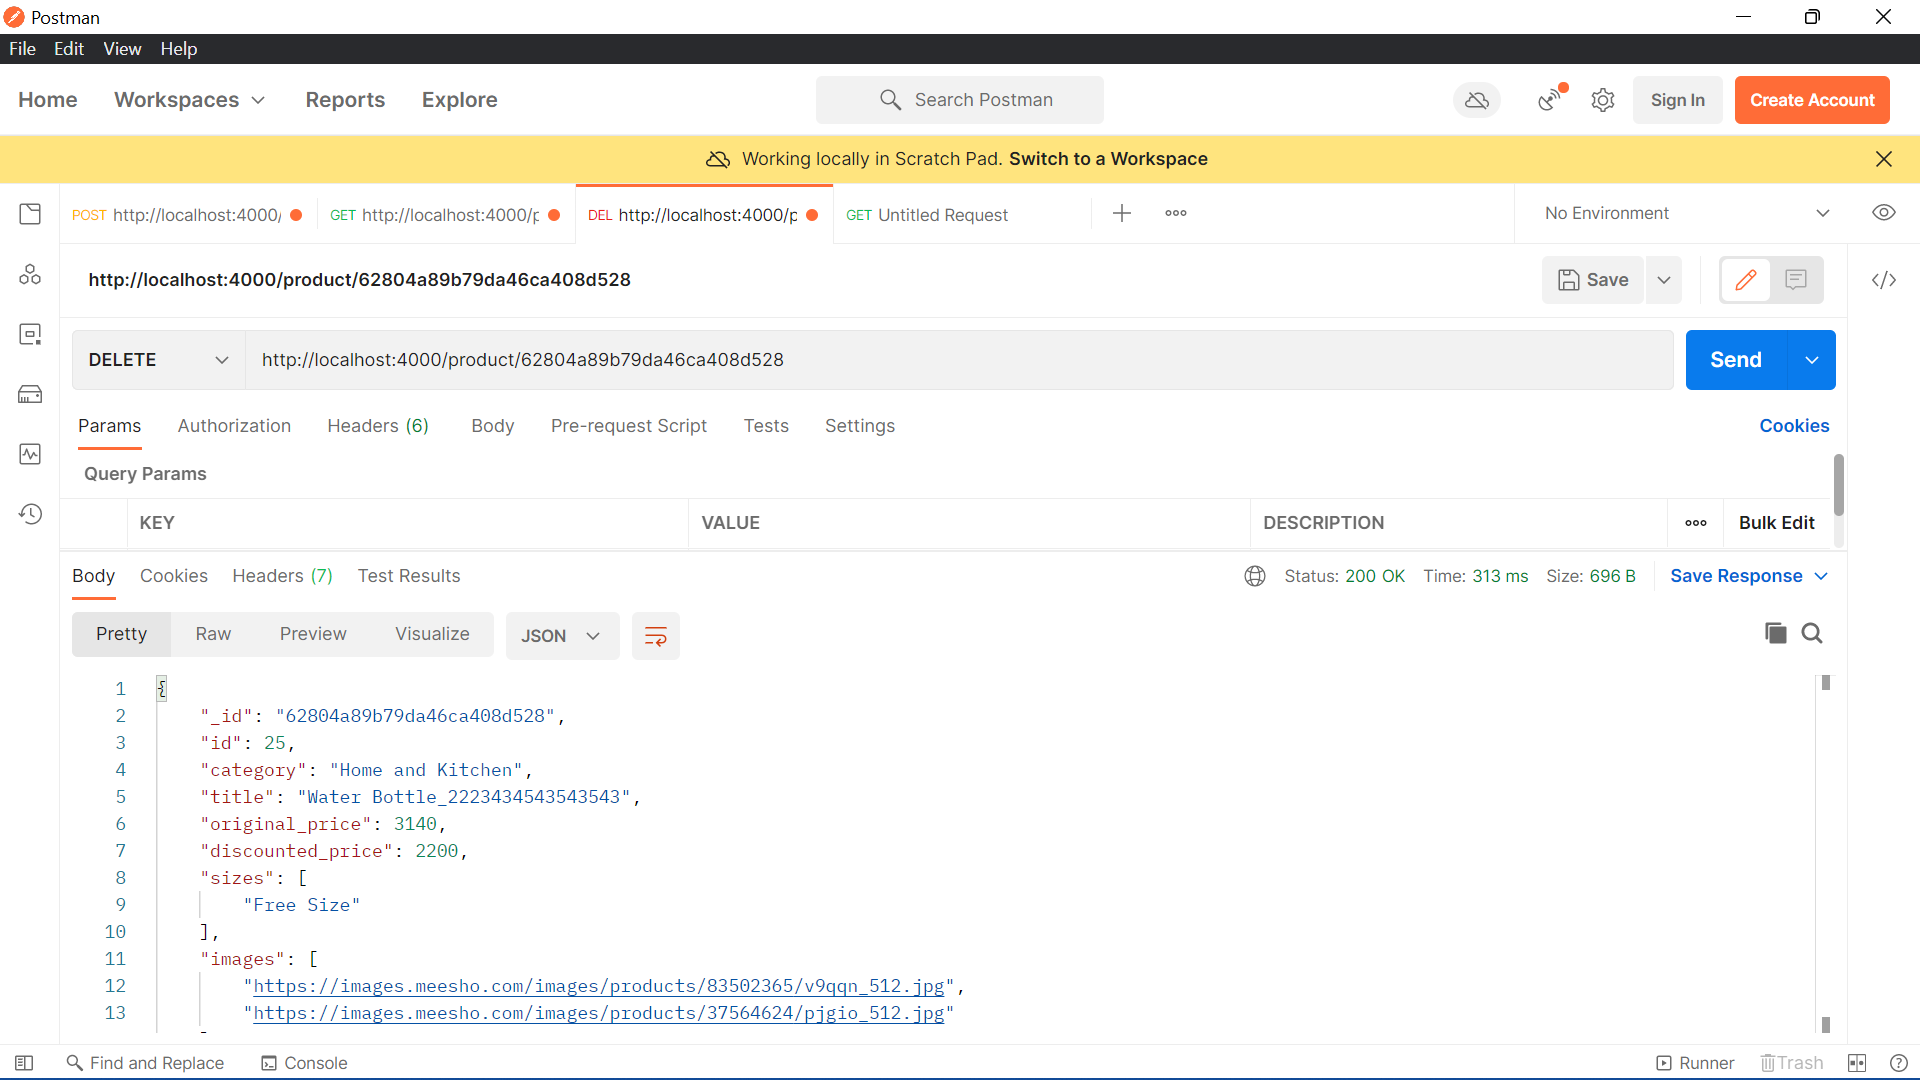 Postman
File Edit View Help
Home Workspaces Reports Explore Search Postman Sign In Create Account
Working locally in Scratch Pad. Switch to a Workspace
POST http://localhost:4000/ GET http://localhost:4000/p DEL http://localhost:4000/p GET Untitled Request No Environment
http://localhost:4000/product/62804a89b79da46ca408d528 Save
DELETE http://localhost:4000/product/62804a89b79da46ca408d528 Send
Params Authorization Headers (6) Body Pre-request Script Tests Settings Cookies
Query Params
KEY VALUE DESCRIPTION Bulk Edit
Body Cookies Headers (7) Test Results Status: 200 OK Time: 313 ms Size: 696 B Save Response
Pretty Raw Preview Visualize JSON
1 {
2 "_id": "62804a89b79da46ca408d528",
3 "id": 25,
4 "category": "Home and Kitchen",
5 "title": "Water Bottle_2223434543543543",
6 "original_price": 3140,
7 "discounted_price": 2200,
8 "sizes": [
9 "Free Size"
10 ],
11 "images": [
12 "https://images.meesho.com/images/products/83502365/v9qqn_512.jpg",
13 "https://images.meesho.com/images/products/37564624/pjgio_512.jpg"
Find and Replace Console Runner Trash